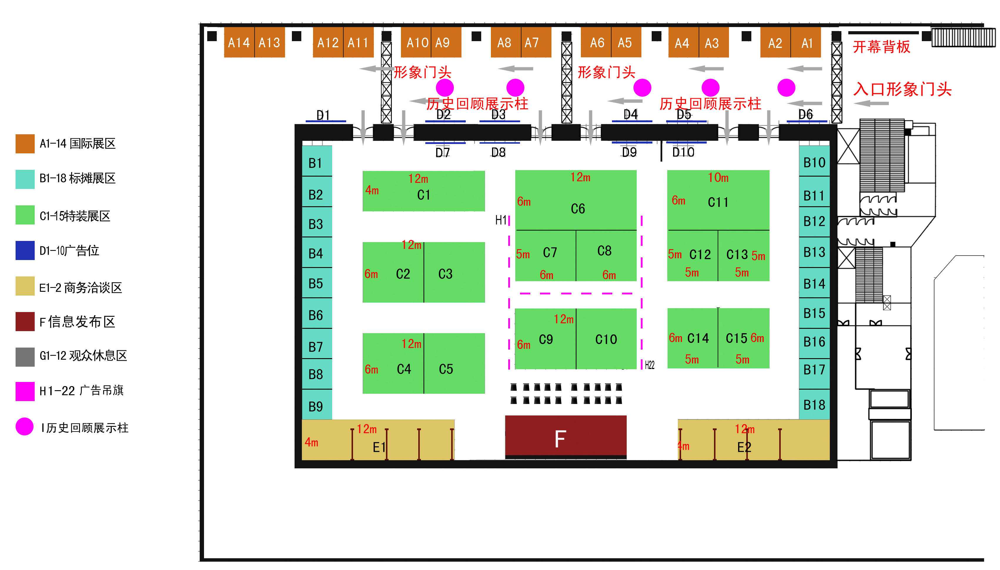 A14
A13
A12
A11
A10
A9
A8
A7
A6
A5
A4
A3
A2
A1
开幕背板
形象门头
形象门头
入口形象门头
历史回顾展示柱
历史回顾展示柱
D1
D2
D3
D4
D5
D6
D7
D8
D9
D10
A1-14 国际展区
B1-18 标摊展区
C1-15特装展区
D1-10广告位
E1-2 商务洽谈区
F 信息发布区
G1-12 观众休息区
H1-22 广告吊旗
I 历史回顾展示柱
B1
B2
B3
B4
B5
B6
B7
B8
B9
12m
4m
C1
12m
6m
C2
C3
12m
6m
C4
C5
H1
12m
6m
C6
5m
C7
C8
6m
6m
12m
6m
C9
C10
H22
10m
6m
C11
5m
C12
C13
5m
5m
5m
6m
C14
C15
6m
5m
5m
B10
B11
B12
B13
B14
B15
B16
B17
B18
12m
4m
E1
F
12m
4m
E2